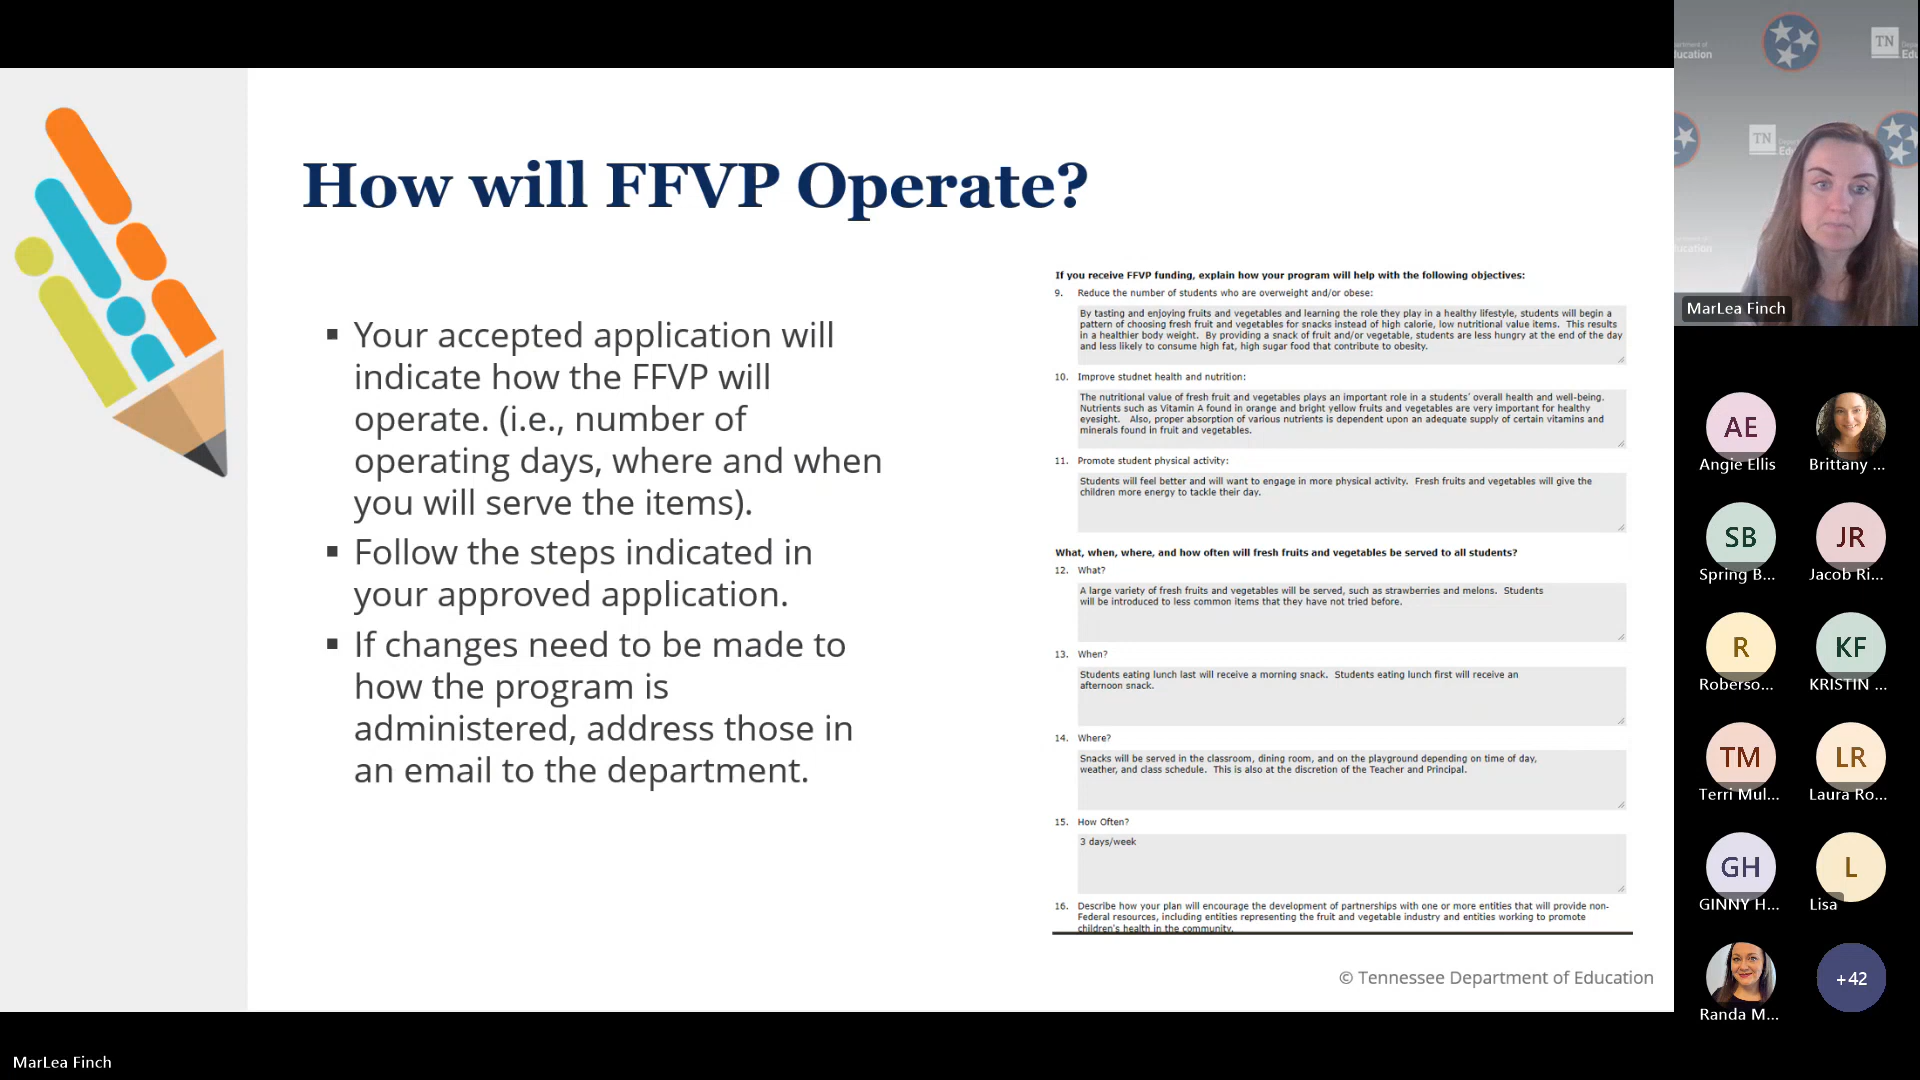 How will FFVP Operate?
▪ Your accepted application will
indicate how the FFVP will
operate. (i.e., number of
operating days, where and when
you will serve the items).
▪ Follow the steps indicated in
your approved application.
▪ If changes need to be made to
how the program is
administered, address those in
an email to the department.
If you receive FFVP funding, explain how your program will help with the following objectives:
9. Reduce the number of students who are overweight and/or obese:
By tasting and enjoying fruits and vegetables and learning the role they play in a healthy lifestyle, students will begin a
pattern of choosing fresh fruit and vegetables for snacks instead of high calorie, low nutritional value items. This results
in a healthier body weight. By providing a snack of fruit and/or vegetable, students are less hungry at the end of the day
and less likely to consume high fat, high sugar food that contribute to obesity.
10. Improve studnet health and nutrition:
The nutritional value of fresh fruit and vegetables plays an important role in a students' overall health and well-being.
Nutrients such as Vitamin A found in orange and bright yellow fruits and vegetables are very important for healthy
eyesight. Also, proper absorption of various nutrients is dependent upon an adequate supply of certain vitamins and
minerals found in fruit and vegetables.
11. Promote student physical activity:
Students will feel better and will want to engage in more physical activity. Fresh fruits and vegetables will give the
children more energy to tackle their day.
What, when, where, and how often will fresh fruits and vegetables be served to all students?
12. What?
A large variety of fresh fruits and vegetables will be served, such as strawberries and melons. Students
will be introduced to less common items that they have not tried before.
13. When?
Students eating lunch last will receive a morning snack. Students eating lunch first will receive an
afternoon snack.
14. Where?
Snacks will be served in the classroom, dining room, and on the playground depending on time of day,
weather, and class schedule. This is also at the discretion of the Teacher and Principal.
15. How Often?
3 days/week
16. Describe how your plan will encourage the development of partnerships with one or more entities that will provide non-
Federal resources, including entities representing the fruit and vegetable industry and entities working to promote
children's health in the community.
© Tennessee Department of Education
MarLea Finch
TN
ucation
TN
ucation
MarLea Finch
AE
Angie Ellis
Brittany ...
SB
Spring B...
JR
Jacob Ri...
R
Roberso...
KF
KRISTIN ...
TM
Terri Mul...
LR
Laura Ro...
GH
GINNY H...
L
Lisa
Randa M...
+42